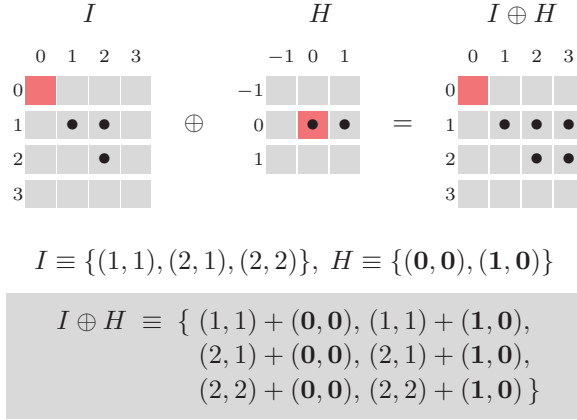 I H I ⊕ H
0 1 2 3 −1 0 1 0 1 2 3
0 −1 0
1 ⊕ 0 = 1
2 1 2
3 3
I ≡ {(1, 1), (2, 1), (2, 2)}, H ≡ {(0, 0), (1, 0)}
I ⊕ H ≡ { (1, 1) + (0, 0), (1, 1) + (1, 0),
(2, 1) + (0, 0), (2, 1) + (1, 0),
(2, 2) + (0, 0), (2, 2) + (1, 0) }